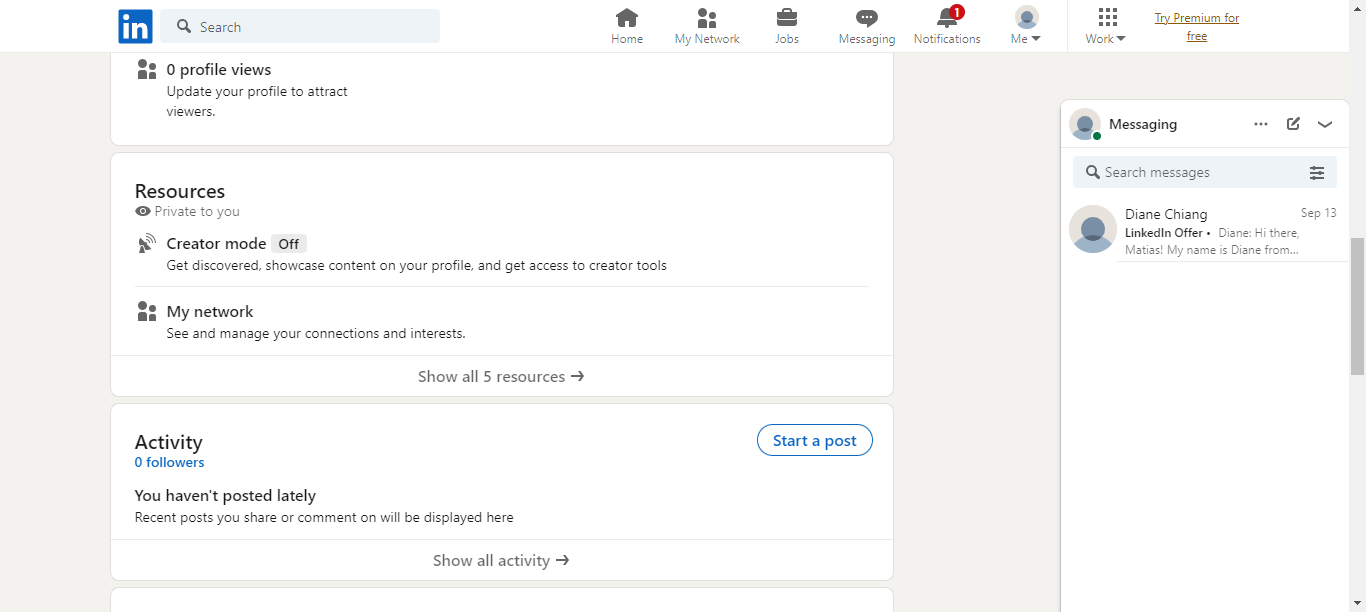 in
Search
Home
My Network
Jobs
Messaging
1
Notifications
Me
Work
Try Premium for
free
0 profile views
Update your profile to attract
viewers.
Resources
Private to you
Creator mode Off
Get discovered, showcase content on your profile, and get access to creator tools
My network
See and manage your connections and interests.
Show all 5 resources →
Activity
0 followers
Start a post
You haven't posted lately
Recent posts you share or comment on will be displayed here
Show all activity →
Messaging
Search messages
Diane Chiang Sep 13
LinkedIn Offer • Diane: Hi there,
Matias! My name is Diane from...